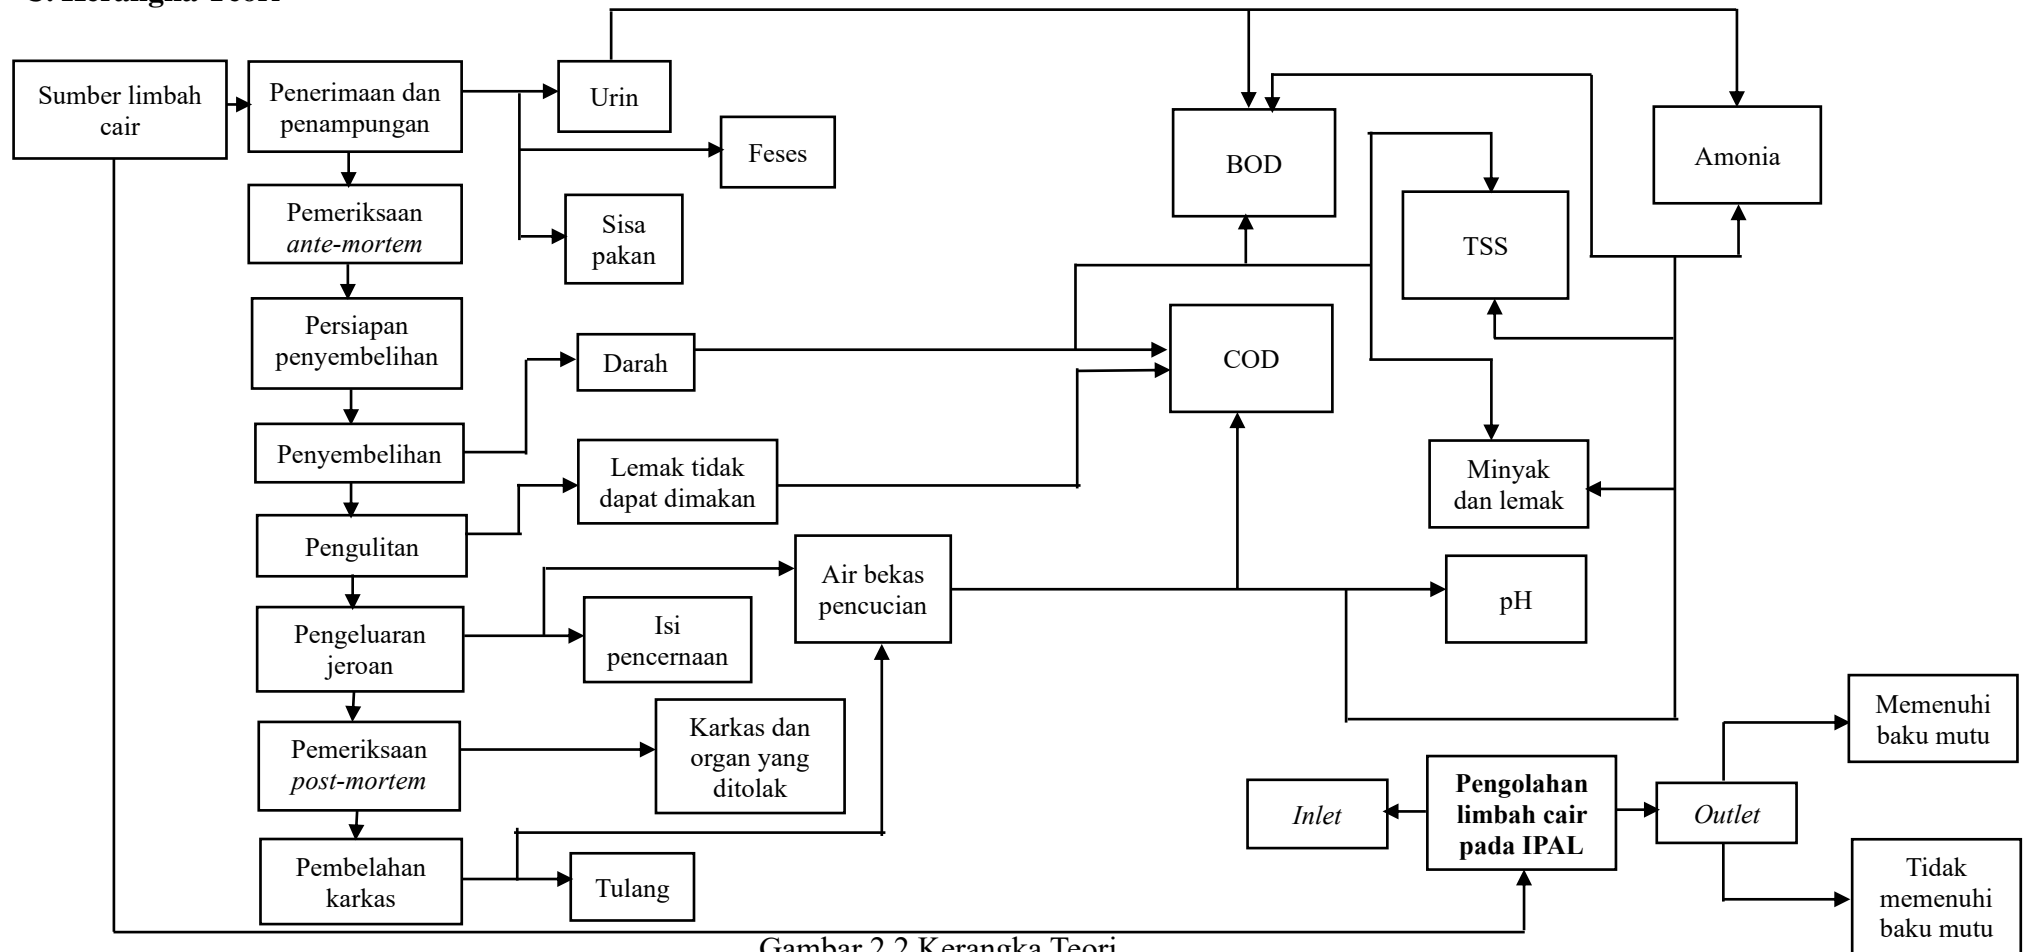 C. Kerangka Teori
Sumber limbah
cair
Penerimaan dan
penampungan
Urin
Feses
Sisa
pakan
Pemeriksaan
ante-mortem
Persiapan
penyembelihan
Penyembelihan
Darah
Pengulitan
Lemak tidak
dapat dimakan
Pengeluaran
jeroan
Air bekas
pencucian
Isi
pencernaan
Pemeriksaan
post-mortem
Karkas dan
organ yang
ditolak
Pembelahan
karkas
Tulang
BOD
COD
TSS
Amonia
Minyak
dan lemak
pH
Inlet
Pengolahan
limbah cair
pada IPAL
Outlet
Memenuhi
baku mutu
Tidak
memenuhi
baku mutu
Gambar 2.2 Kerangka Teori